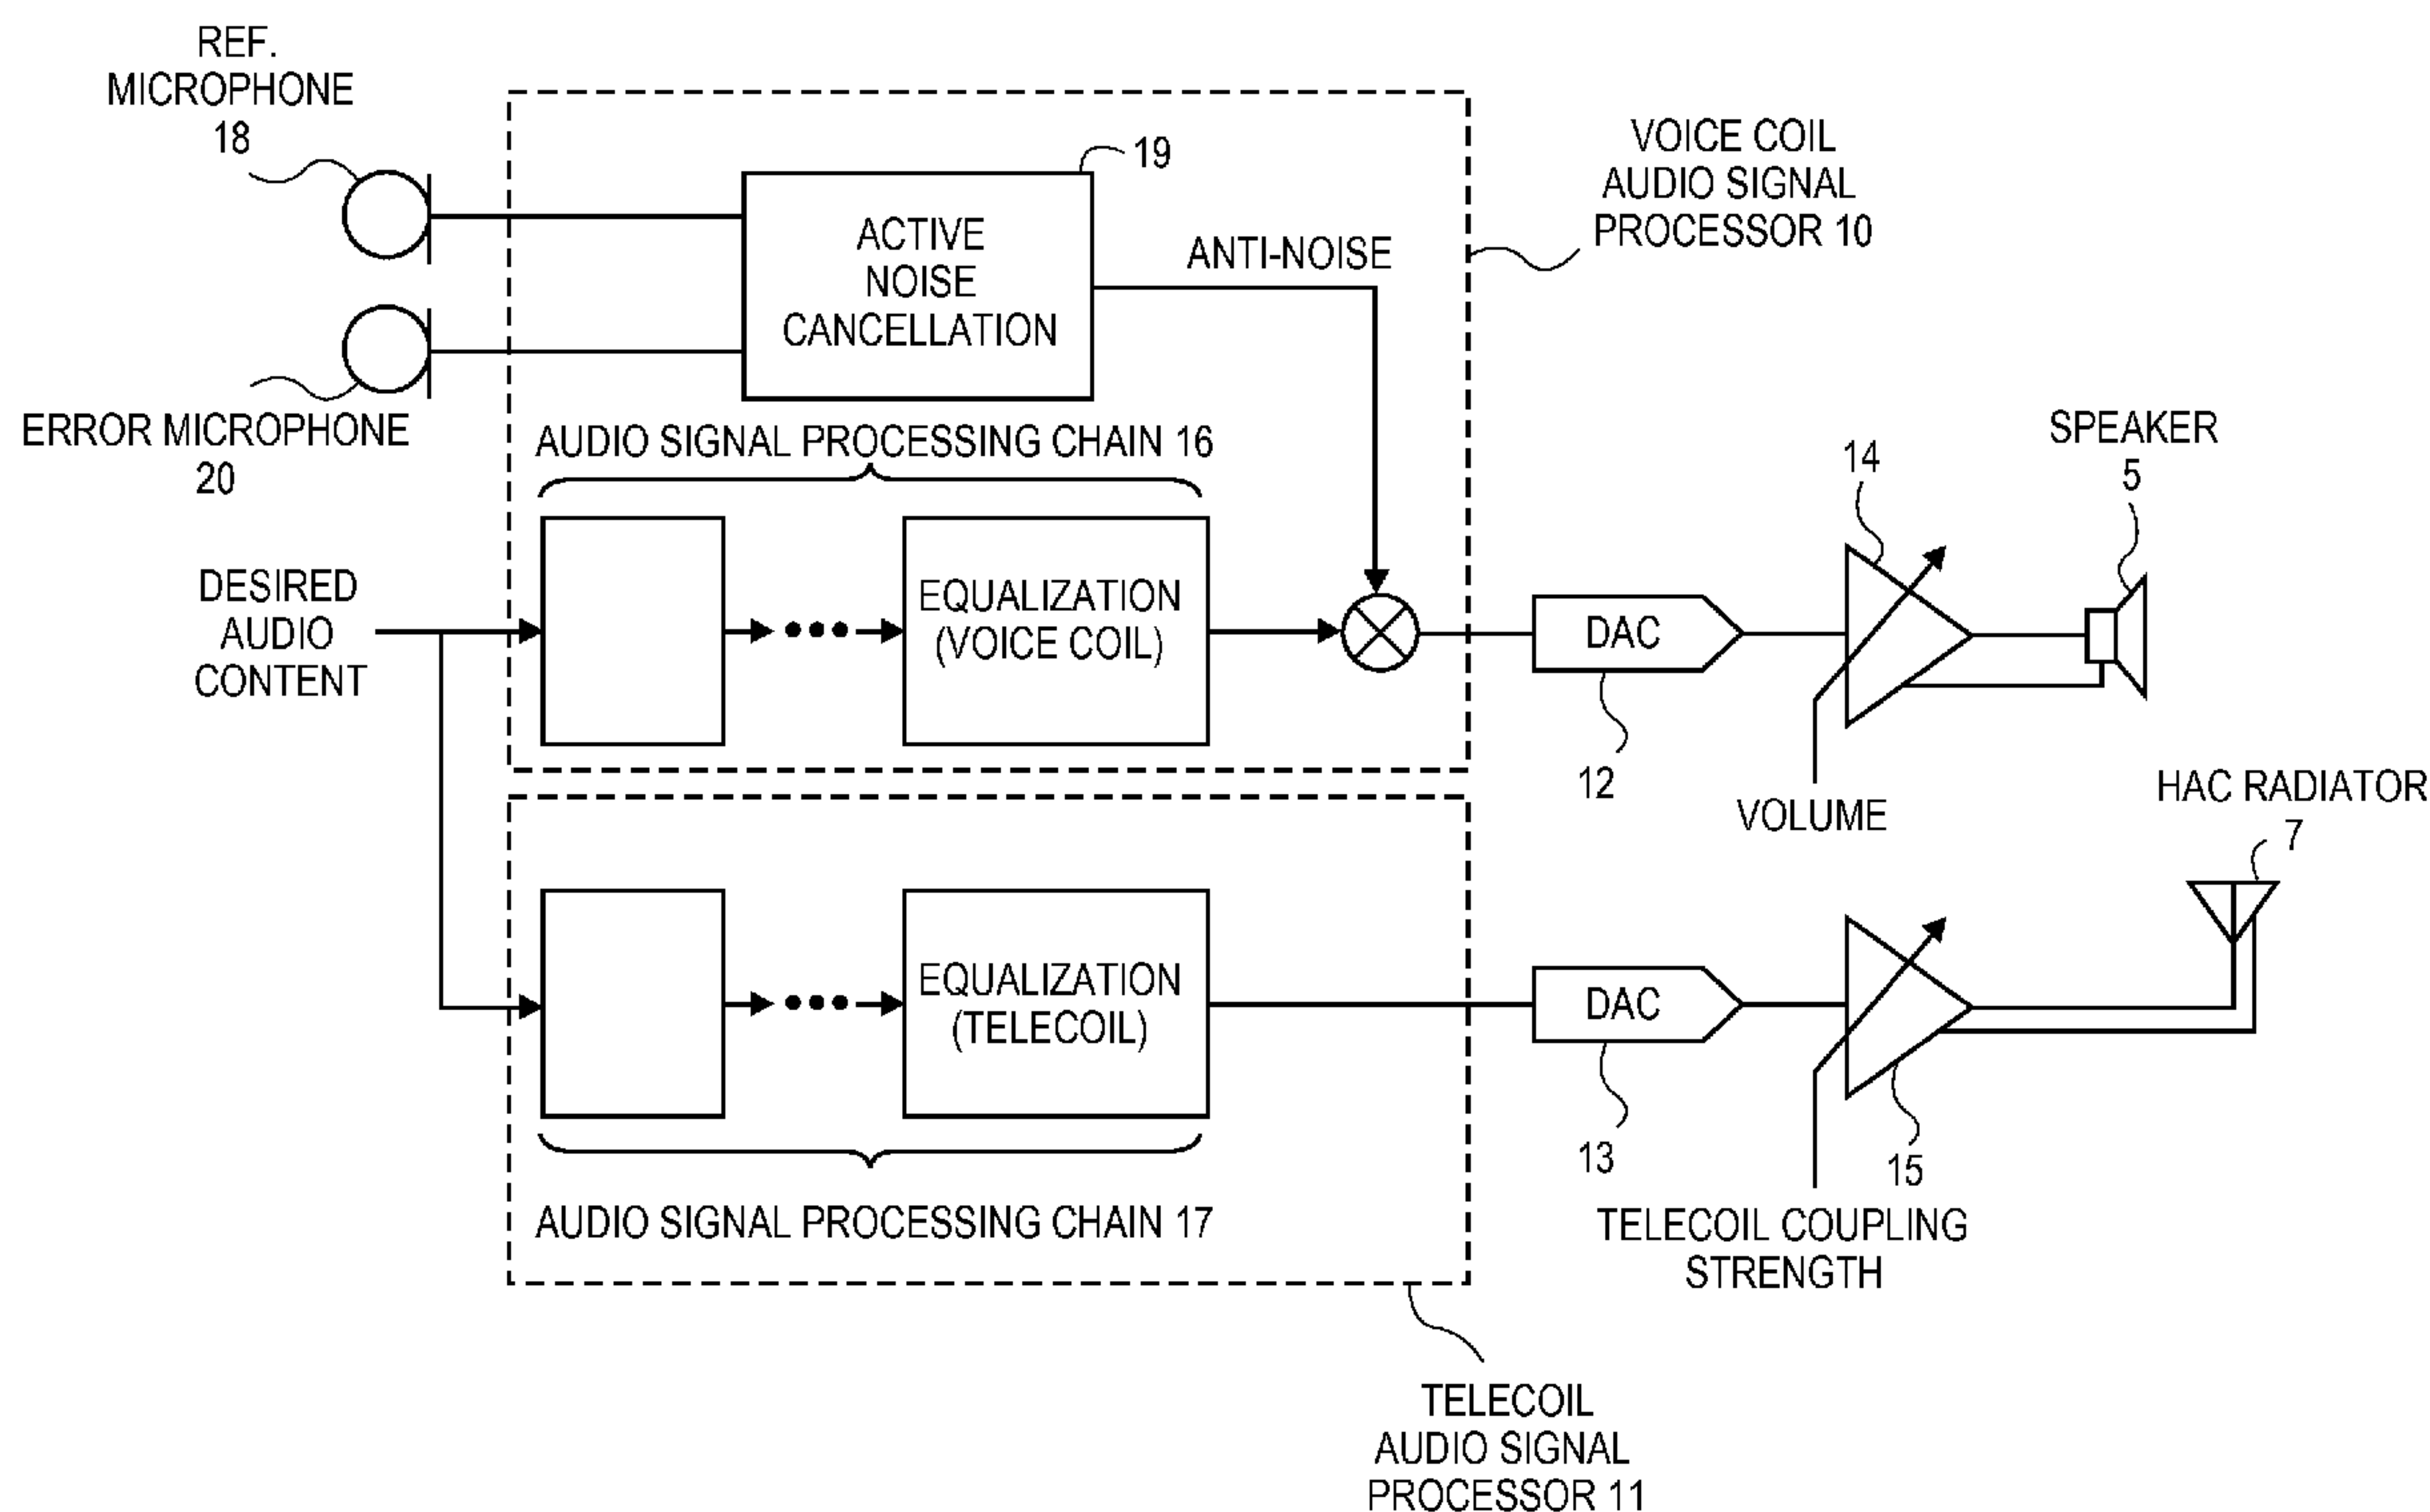 REF.
MICROPHONE
18
ERROR MICROPHONE
20
19
ACTIVE
NOISE
CANCELLATION
ANTI-NOISE
VOICE COIL
AUDIO SIGNAL
PROCESSOR 10
AUDIO SIGNAL PROCESSING CHAIN 16
DESIRED
AUDIO
CONTENT
EQUALIZATION
(VOICE COIL)
DAC
12
14
VOLUME
SPEAKER
5
HAC RADIATOR
7
EQUALIZATION
(TELECOIL)
DAC
13
15
TELECOIL COUPLING
STRENGTH
AUDIO SIGNAL PROCESSING CHAIN 17
TELECOIL
AUDIO SIGNAL
PROCESSOR 11